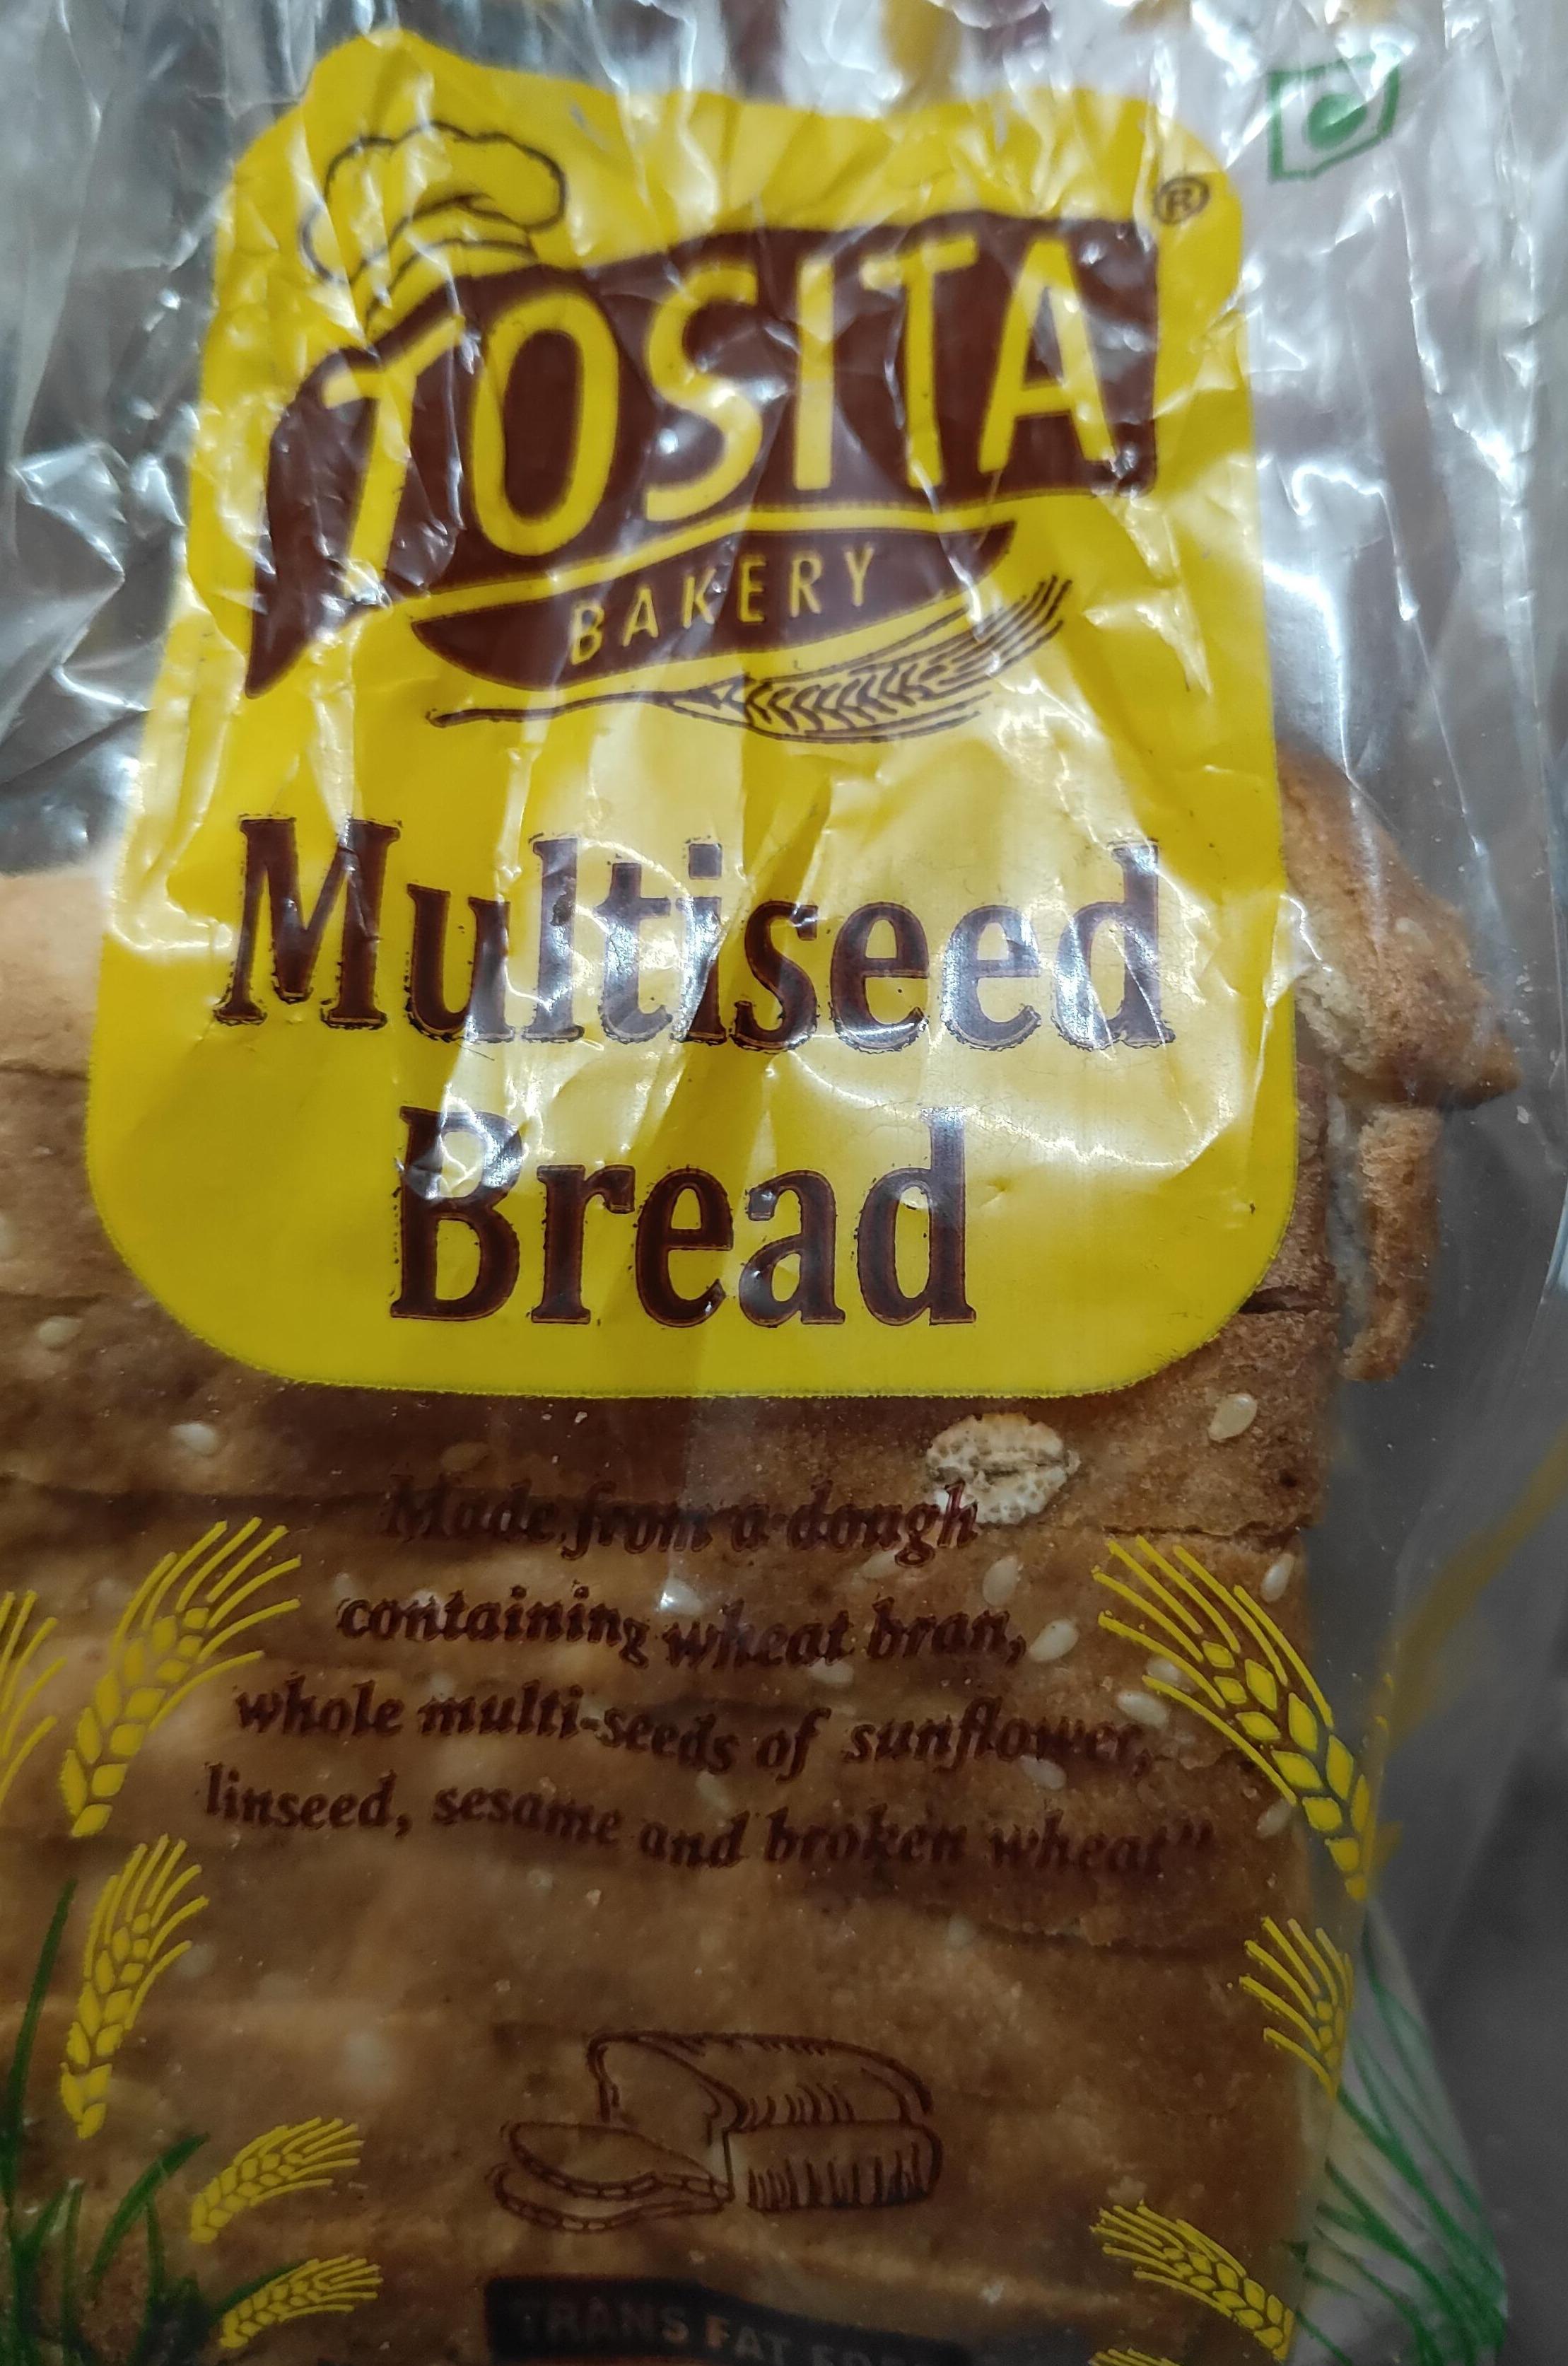 TOSITA®
BAKERY
Multiseed
Bread
Made from a dough
containing wheat bran,
whole multi-seeds of sunflower,
linseed, sesame and broken wheat"
TRANS FAT FREE